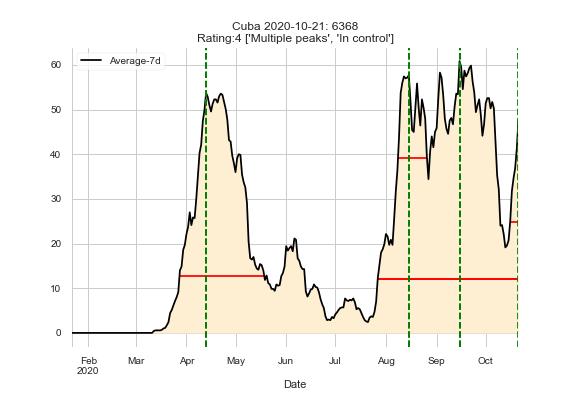 Cuba 2020-10-21: 6368
Rating:4 ['Multiple peaks', 'In control']
Average-7d
60
50
40
30
20
10
0
Feb Mar Apr May Jun Jul Aug Sep Oct
2020
Date